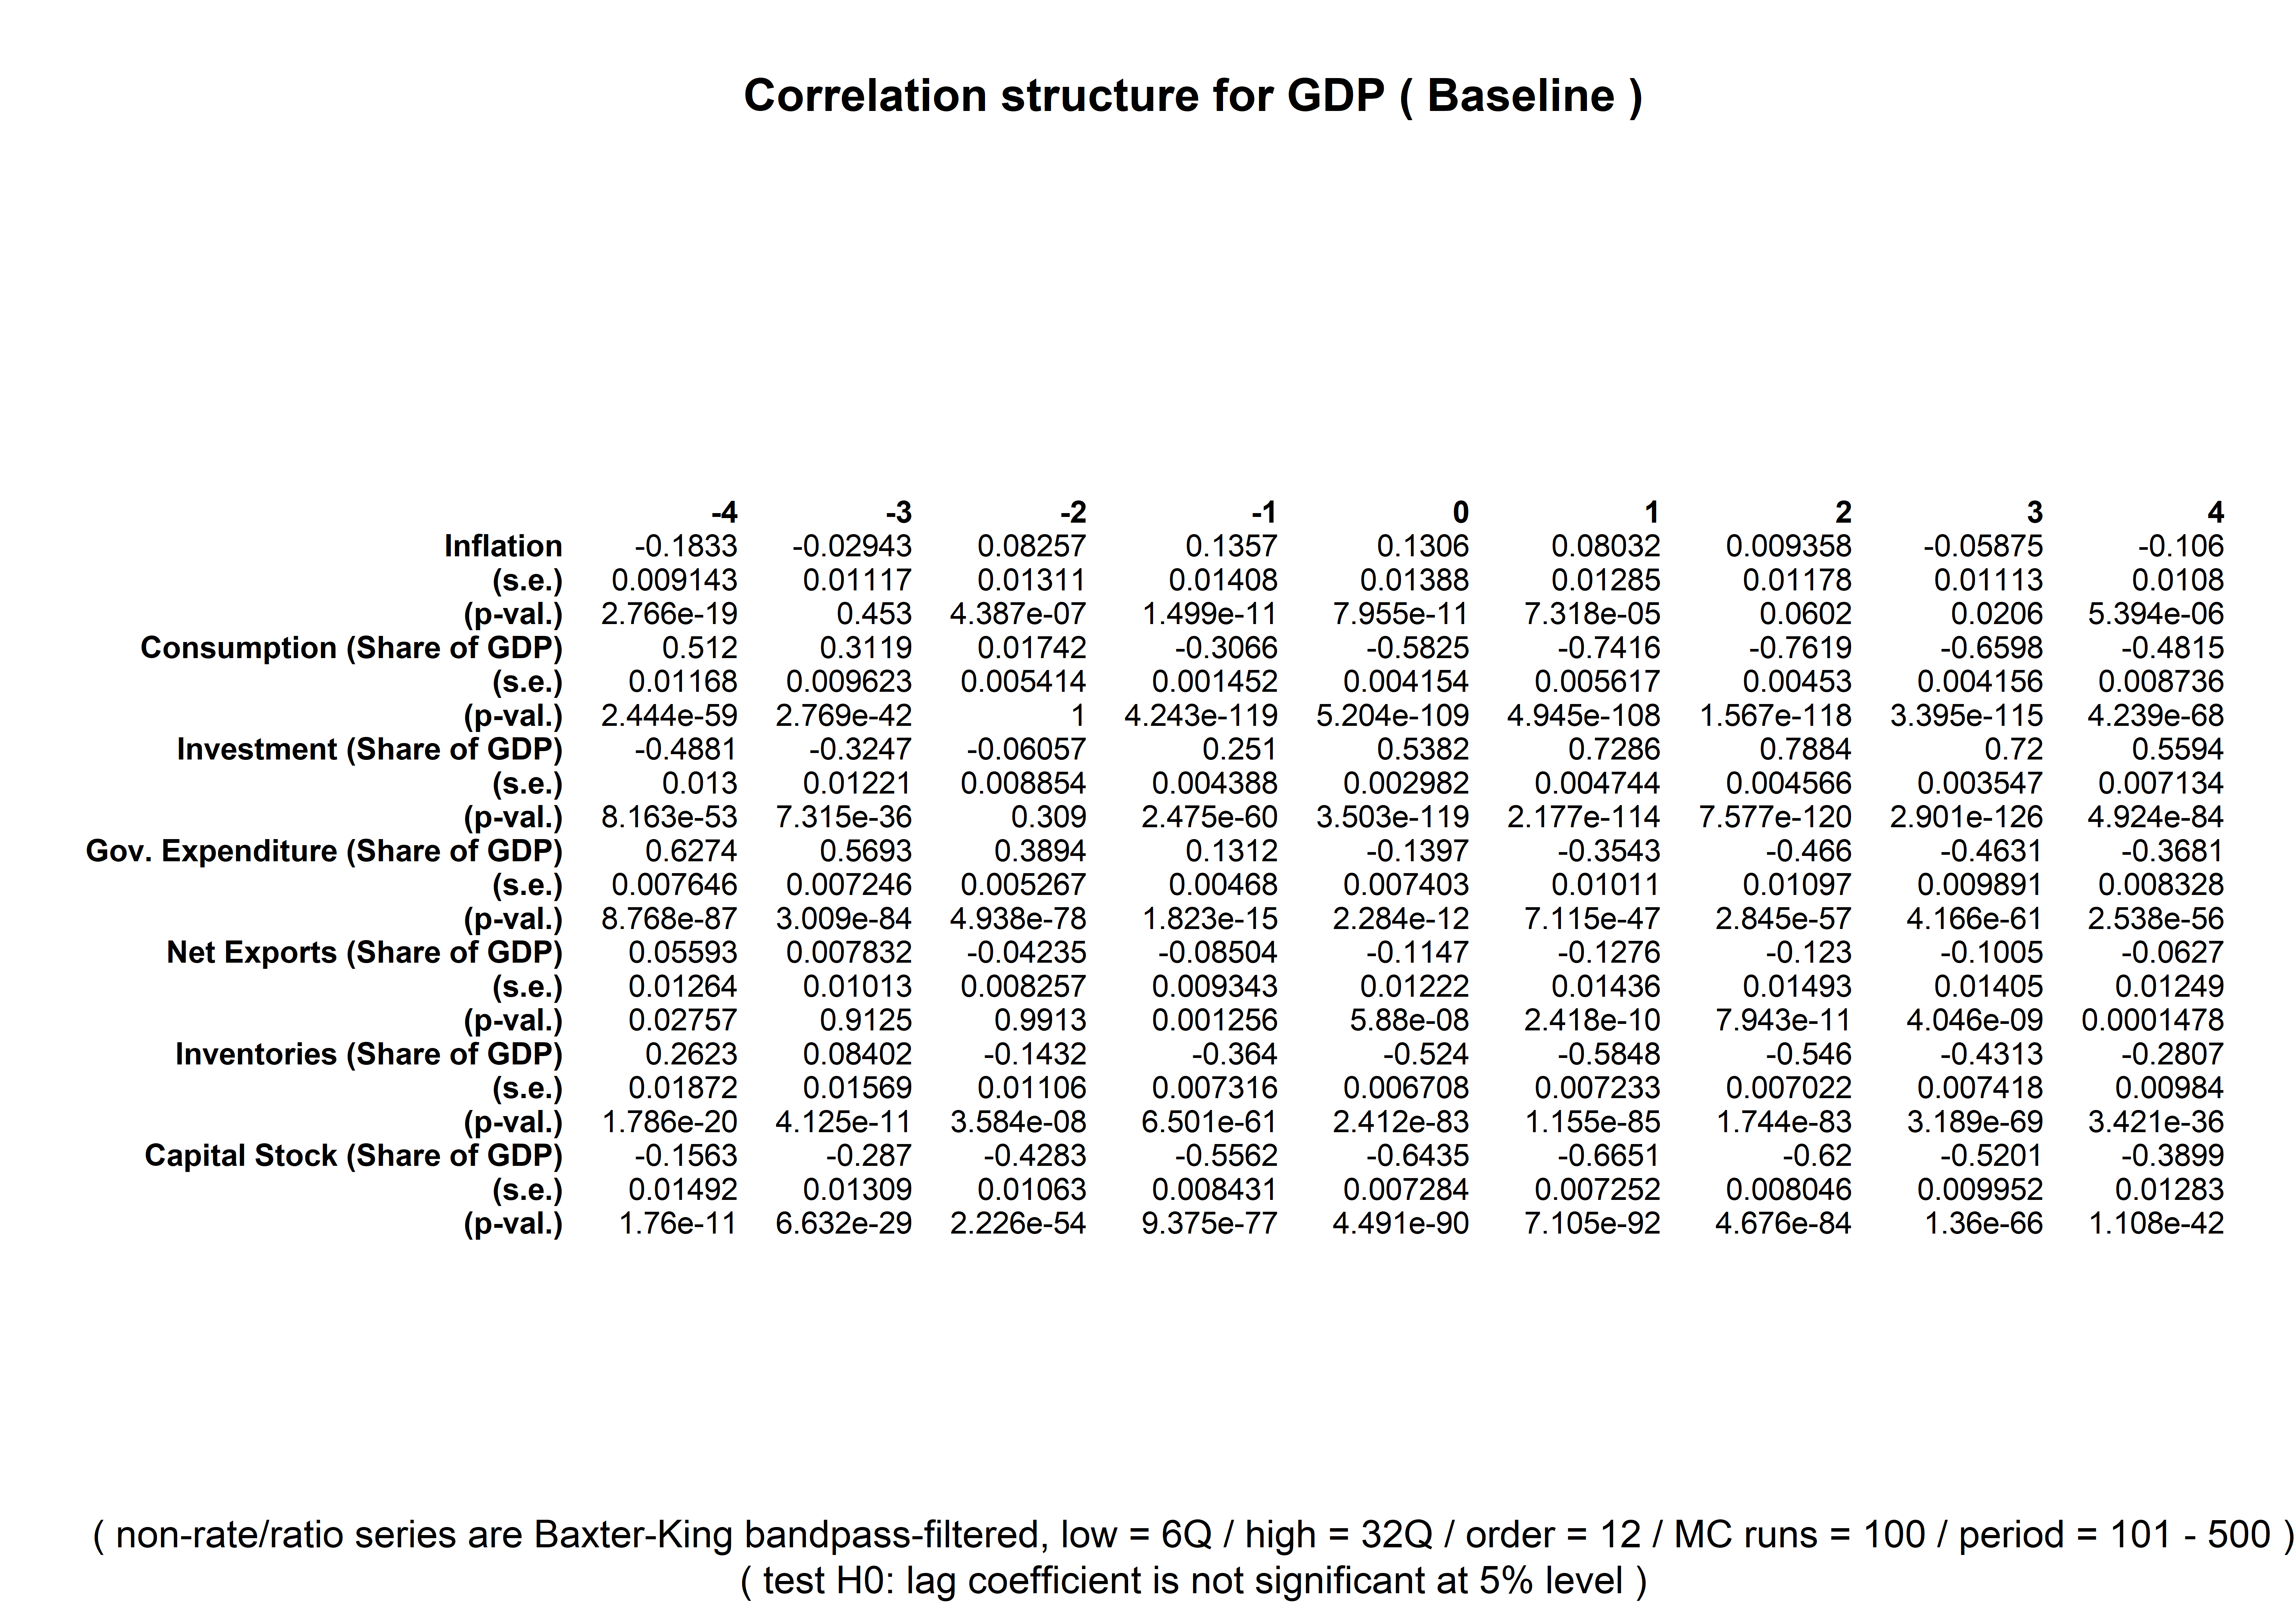 Correlation structure for GDP ( Baseline )
-4 -3 -2 -1 0 1 2 3 4
Inflation -0.1833 -0.02943 0.08257 0.1357 0.1306 0.08032 0.009358 -0.05875 -0.106
(s.e.) 0.009143 0.01117 0.01311 0.01408 0.01388 0.01285 0.01178 0.01113 0.0108
(p-val.) 2.766e-19 0.453 4.387e-07 1.499e-11 7.955e-11 7.318e-05 0.0602 0.0206 5.394e-06
Consumption (Share of GDP) 0.512 0.3119 0.01742 -0.3066 -0.5825 -0.7416 -0.7619 -0.6598 -0.4815
(s.e.) 0.01168 0.009623 0.005414 0.001452 0.004154 0.005617 0.00453 0.004156 0.008736
(p-val.) 2.444e-59 2.769e-42 1 4.243e-119 5.204e-109 4.945e-108 1.567e-118 3.395e-115 4.239e-68
Investment (Share of GDP) -0.4881 -0.3247 -0.06057 0.251 0.5382 0.7286 0.7884 0.72 0.5594
(s.e.) 0.013 0.01221 0.008854 0.004388 0.002982 0.004744 0.004566 0.003547 0.007134
(p-val.) 8.163e-53 7.315e-36 0.309 2.475e-60 3.503e-119 2.177e-114 7.577e-120 2.901e-126 4.924e-84
Gov. Expenditure (Share of GDP) 0.6274 0.5693 0.3894 0.1312 -0.1397 -0.3543 -0.466 -0.4631 -0.3681
(s.e.) 0.007646 0.007246 0.005267 0.00468 0.007403 0.01011 0.01097 0.009891 0.008328
(p-val.) 8.768e-87 3.009e-84 4.938e-78 1.823e-15 2.284e-12 7.115e-47 2.845e-57 4.166e-61 2.538e-56
Net Exports (Share of GDP) 0.05593 0.007832 -0.04235 -0.08504 -0.1147 -0.1276 -0.123 -0.1005 -0.0627
(s.e.) 0.01264 0.01013 0.008257 0.009343 0.01222 0.01436 0.01493 0.01405 0.01249
(p-val.) 0.02757 0.9125 0.9913 0.001256 5.88e-08 2.418e-10 7.943e-11 4.046e-09 0.0001478
Inventories (Share of GDP) 0.2623 0.08402 -0.1432 -0.364 -0.524 -0.5848 -0.546 -0.4313 -0.2807
(s.e.) 0.01872 0.01569 0.01106 0.007316 0.006708 0.007233 0.007022 0.007418 0.00984
(p-val.) 1.786e-20 4.125e-11 3.584e-08 6.501e-61 2.412e-83 1.155e-85 1.744e-83 3.189e-69 3.421e-36
Capital Stock (Share of GDP) -0.1563 -0.287 -0.4283 -0.5562 -0.6435 -0.6651 -0.62 -0.5201 -0.3899
(s.e.) 0.01492 0.01309 0.01063 0.008431 0.007284 0.007252 0.008046 0.009952 0.01283
(p-val.) 1.76e-11 6.632e-29 2.226e-54 9.375e-77 4.491e-90 7.105e-92 4.676e-84 1.36e-66 1.108e-42
( non-rate/ratio series are Baxter-King bandpass-filtered, low = 6Q / high = 32Q / order = 12 / MC runs = 100 / period = 101 - 500 )
( test H0: lag coefficient is not significant at 5% level )